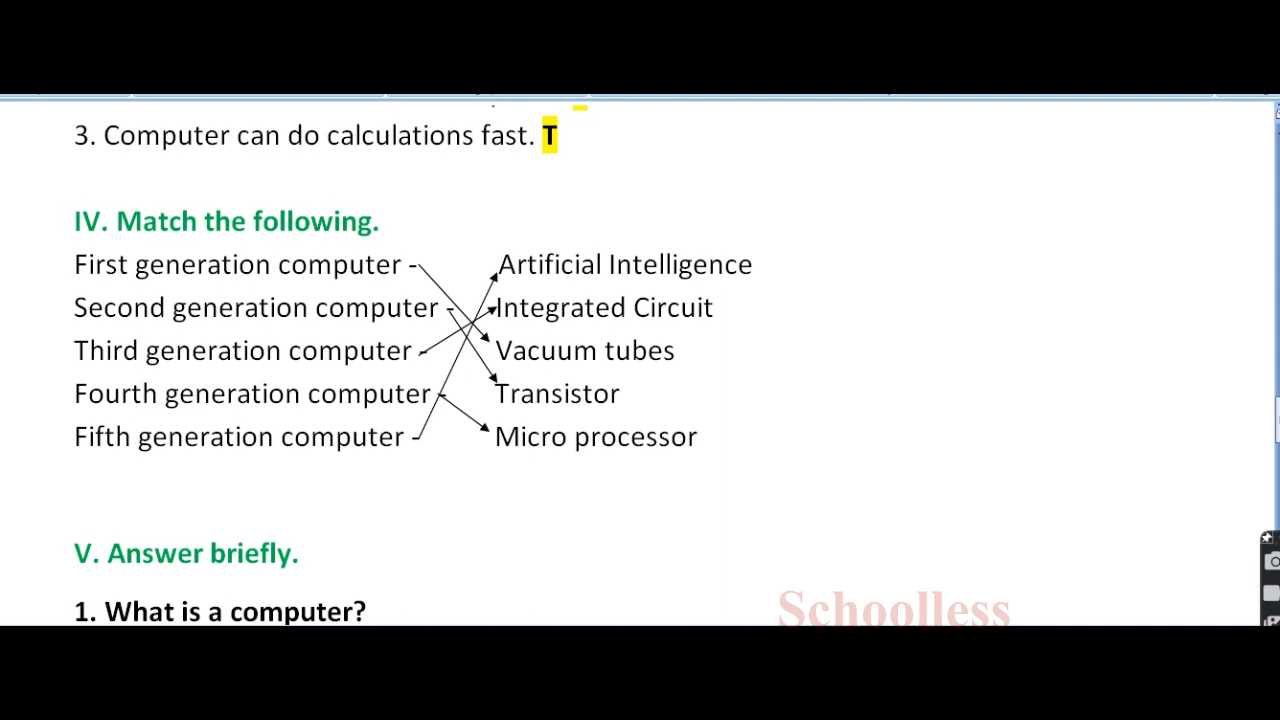 3. Computer can do calculations fast. T
IV. Match the following.
First generation computer - Artificial Intelligence
Second generation computer - Integrated Circuit
Third generation computer - Vacuum tubes
Fourth generation computer - Transistor
Fifth generation computer - Micro processor
V. Answer briefly.
1. What is a computer?
Schoolless